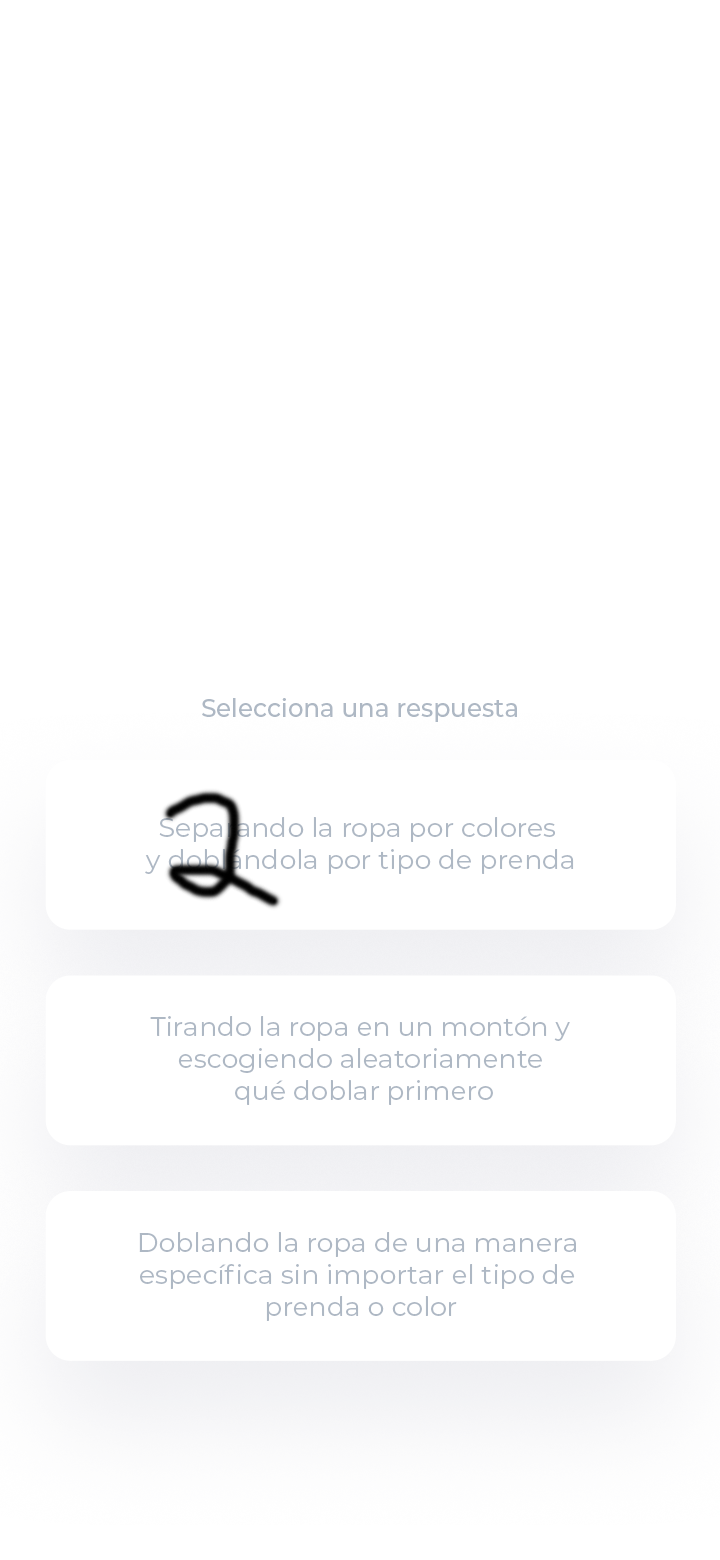 Selecciona una respuesta
2
Separando la ropa por colores
y doblándola por tipo de prenda
Tirando la ropa en un montón y
escogiendo aleatoriamente
qué doblar primero
Doblando la ropa de una manera
específica sin importar el tipo de
prenda o color